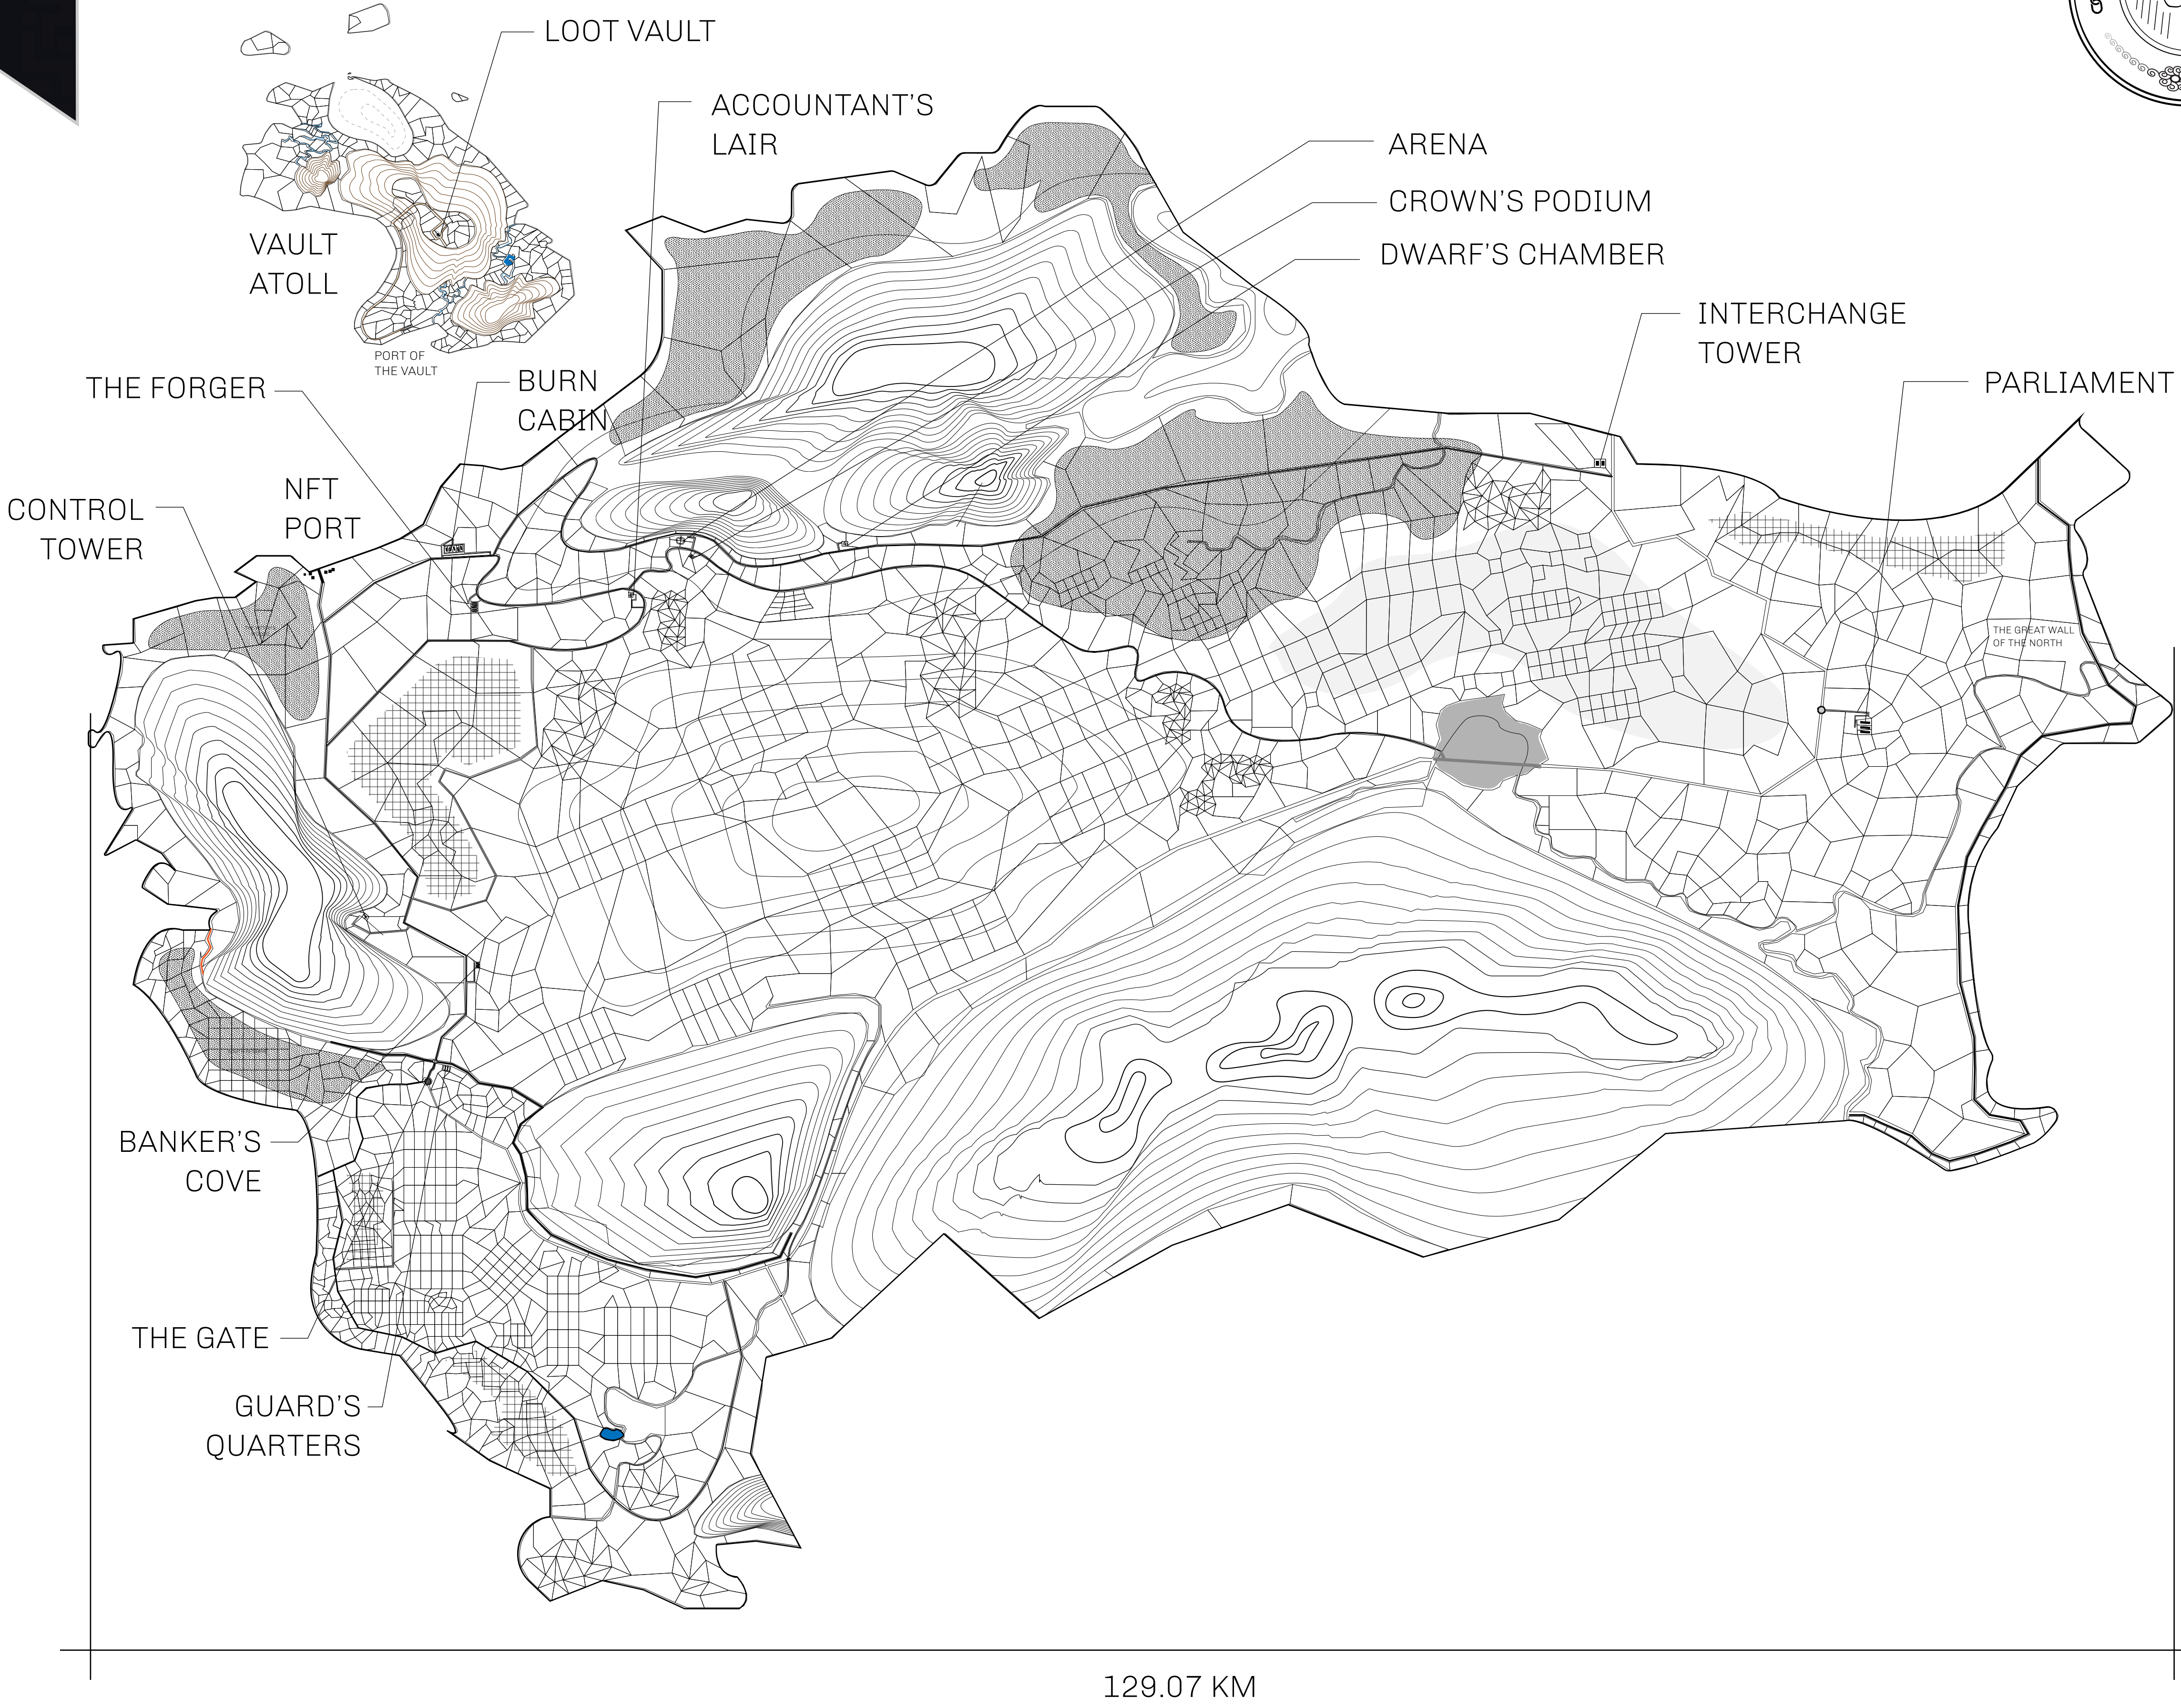 LOOT VAULT
ACCOUNTANT'S
LAIR
ARENA
CROWN'S PODIUM
DWARF'S CHAMBER
VAULT
ATOLL
INTERCHANGE
TOWER
PORT OF
THE VAULT
PARLIAMENT
THE FORGER
BURN
CABIN
NFT
PORT
CONTROL
TOWER
THE GREAT WALL
OF THE NORTH
BANKER'S
COVE
THE GATE
GUARD'S
QUARTERS
129.07 KM